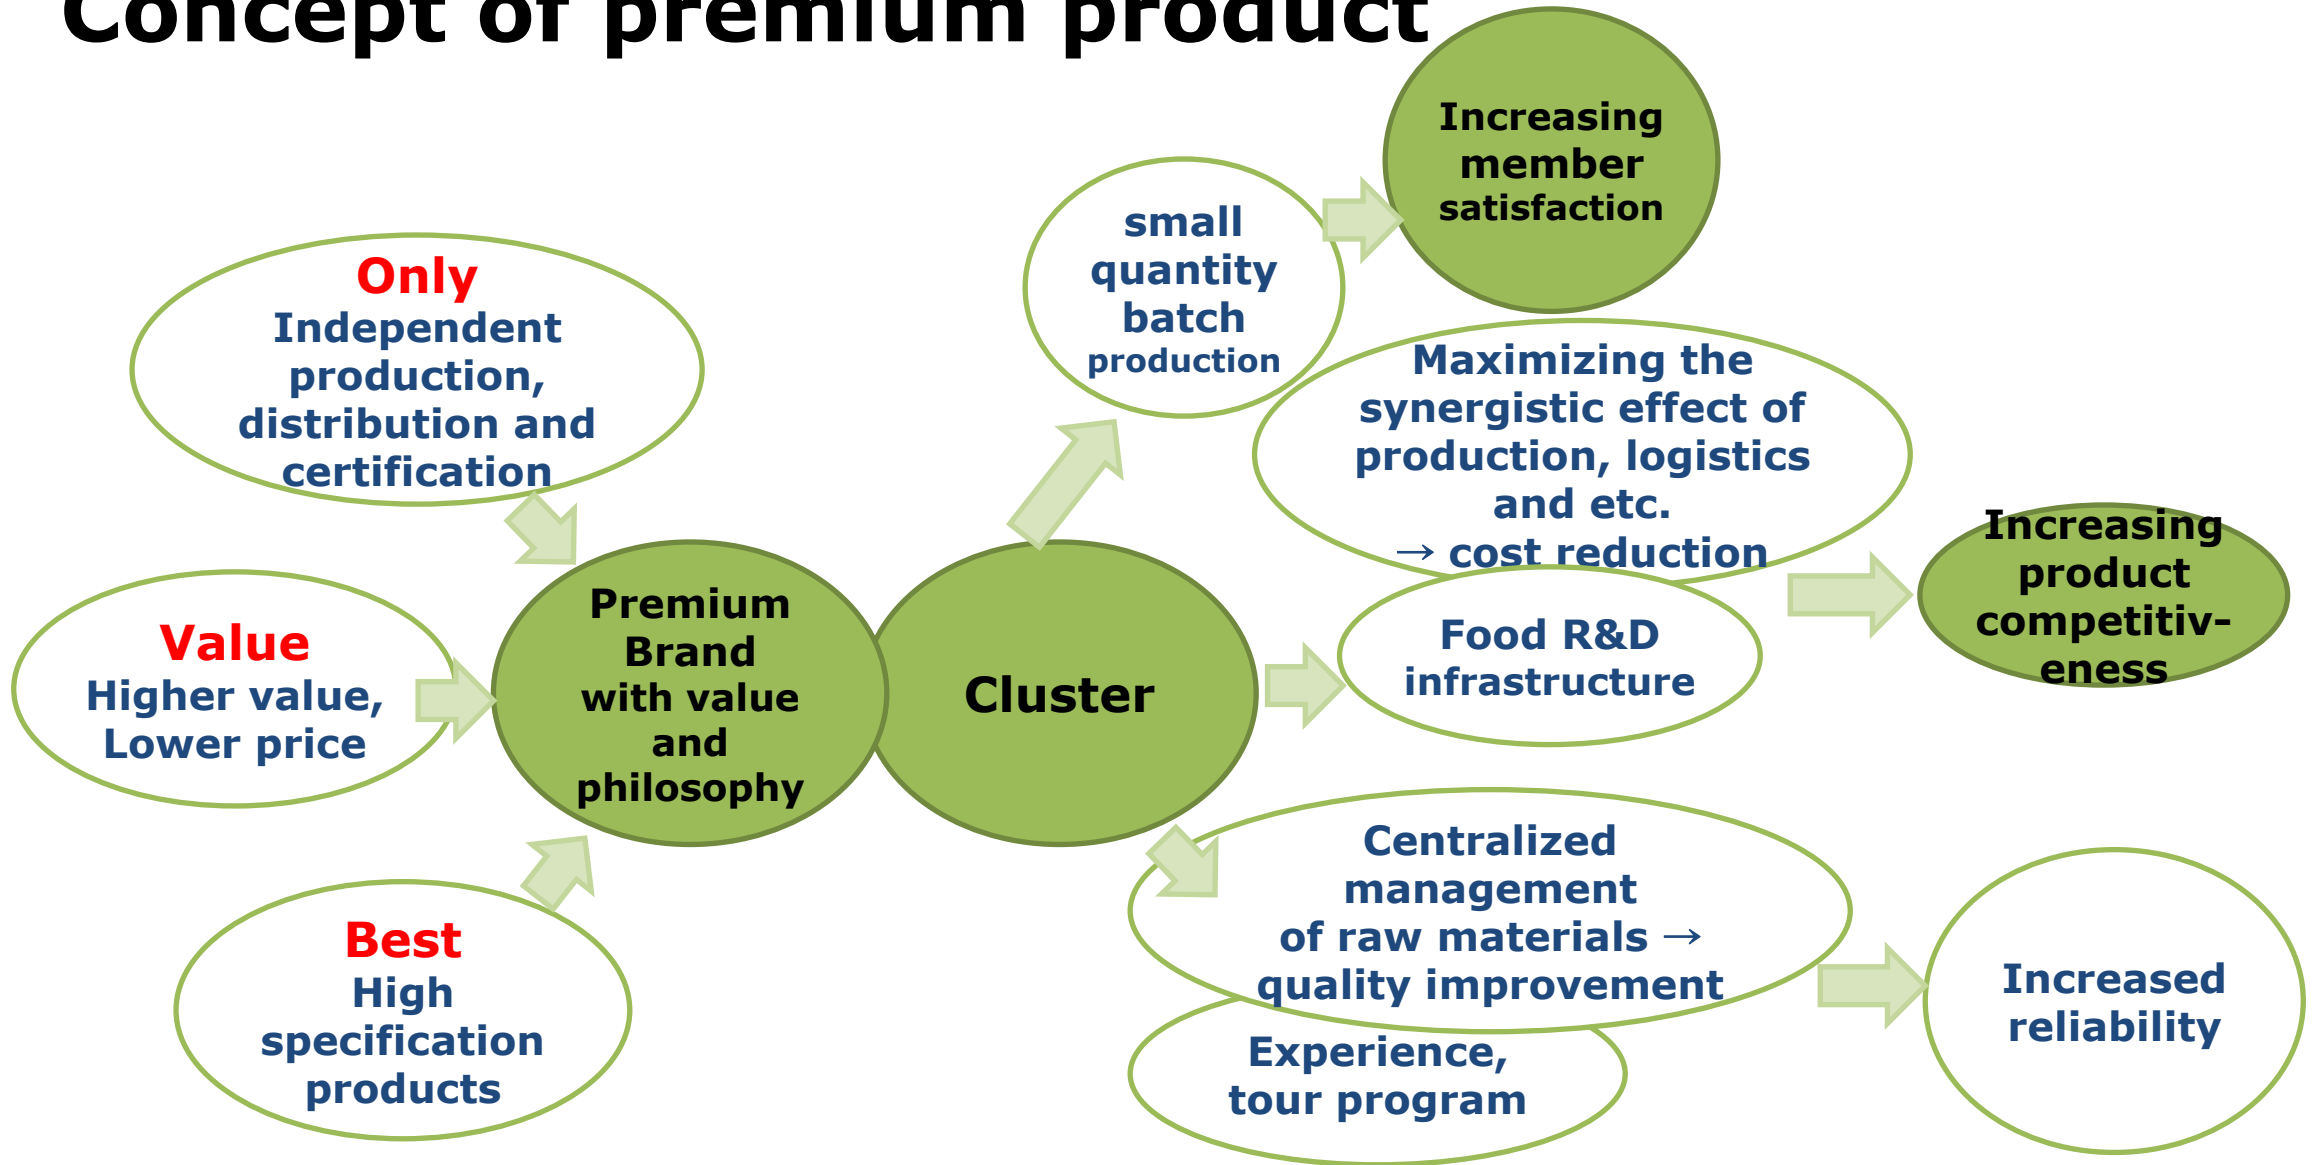 Concept of premium product
Only
Independent
production,
distribution and
certification
Value
Higher value,
Lower price
Best
High
specification
products
Premium
Brand
with value
and
philosophy
Cluster
small
quantity
batch
production
Increasing
member
satisfaction
Maximizing the
synergistic effect of
production, logistics
and etc.
→ cost reduction
Food R&D
infrastructure
Increasing
product
competitiv-
eness
Centralized
management
of raw materials →
quality improvement
Experience,
tour program
Increased
reliability